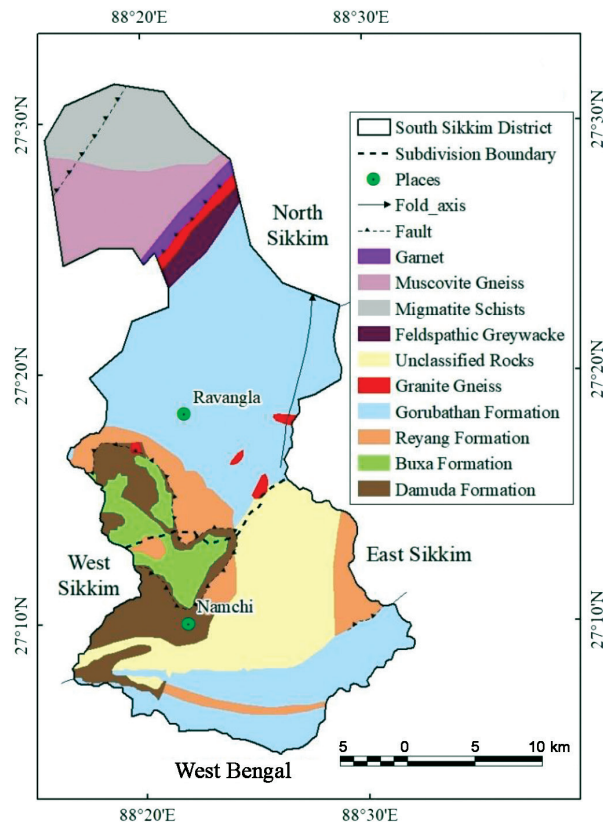 88°20'E
88°30'E
27°30'N
27°30'N
South Sikkim District
Subdivision Boundary
Places
Fold_axis
Fault
Garnet
Muscovite Gneiss
Migmatite Schists
Feldspathic Greywacke
Unclassified Rocks
Granite Gneiss
Gorubathan Formation
Reyang Formation
Buxa Formation
Damuda Formation
North
Sikkim
27°20'N
27°20'N
Ravangla
West
Sikkim
East Sikkim
Namchi
27°10'N
27°10'N
West Bengal
5 0 5 10 km
88°20'E
88°30'E